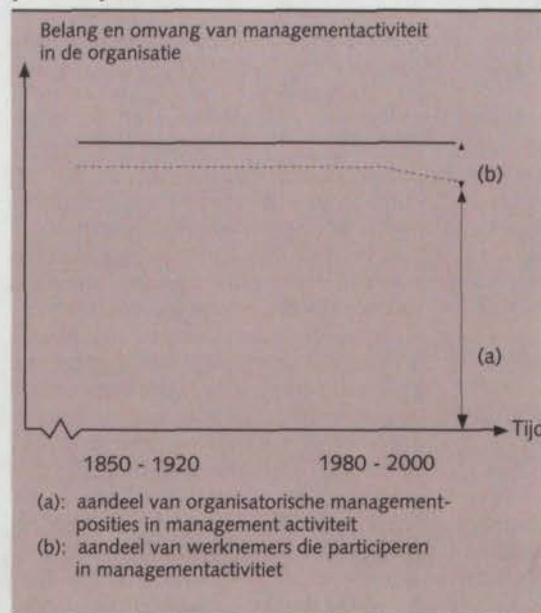 Belang en omvang van managementactiviteit
in de organisatie
(b)
(a)
Tijd
1850 - 1920
1980 - 2000
(a): aandeel van organisatorische management-
posities in management activiteit
(b): aandeel van werknemers die participeren
in managementactivitiet